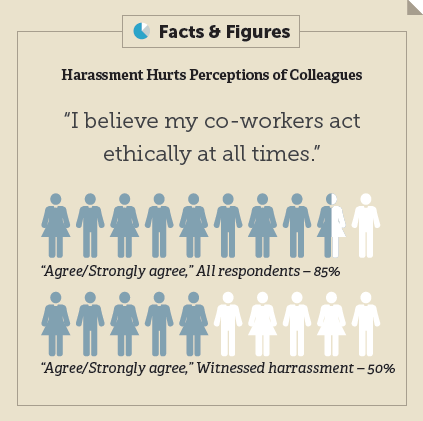 Facts & Figures
Harassment Hurts Perceptions of Colleagues
“I believe my co-workers act
ethically at all times.”
“Agree/Strongly agree,” All respondents – 85%
“Agree/Strongly agree,” Witnessed harrassment – 50%